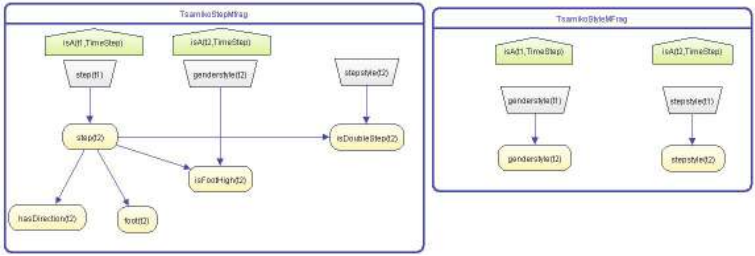 TsamikoStepMfrag
isA(t1,TimeStep)
isA(t2,TimeStep)
step(t1)
genderstyle(t2)
stepstyle(t2)
step(t2)
isDoubleStep(t2)
isFootHigh(t2)
hasDirection(t2)
foot(t2)
TsamikoStyleMFrag
isA(t1,TimeStep)
isA(t2,TimeStep)
genderstyle(t1)
stepstyle(t1)
genderstyle(t2)
stepstyle(t2)